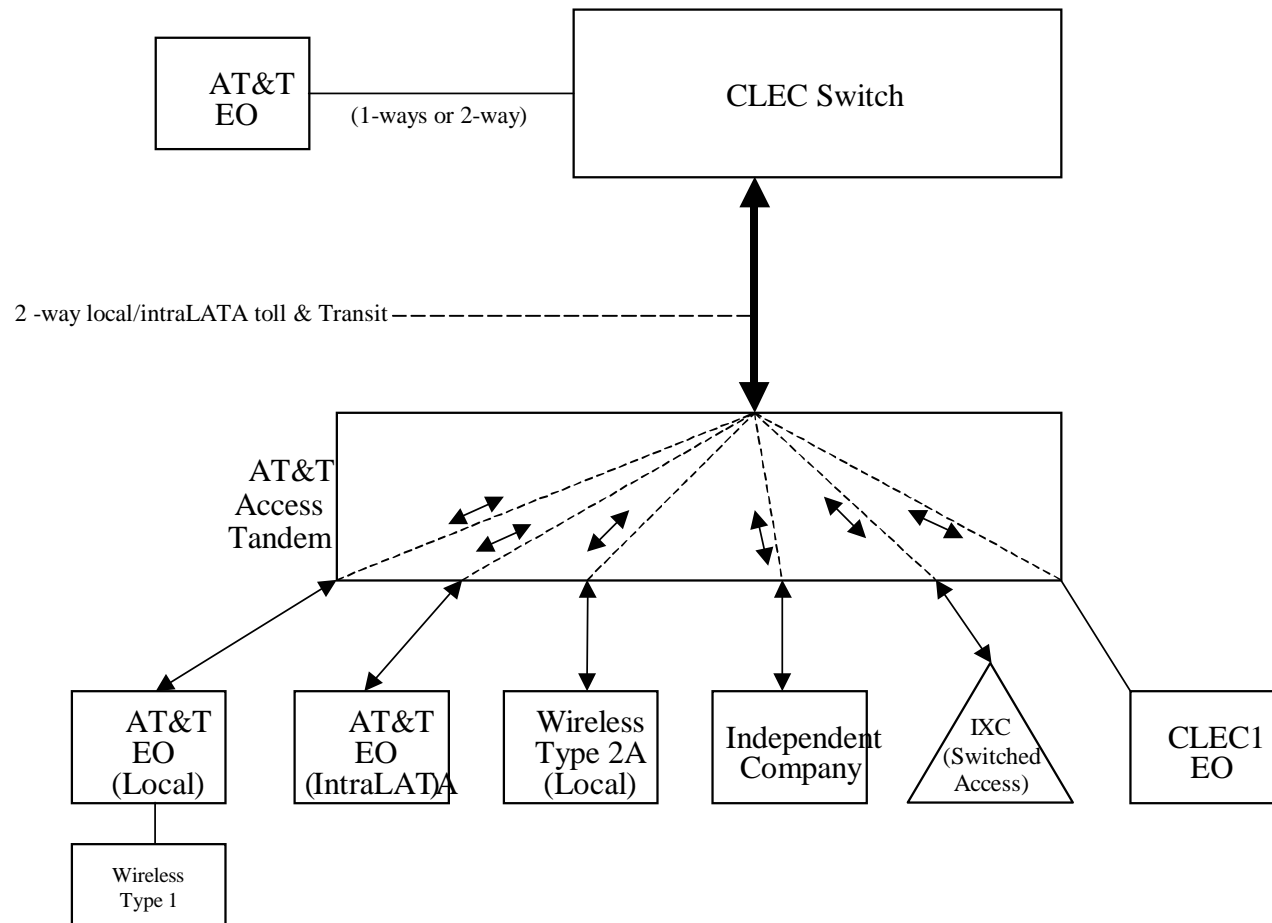 AT&T
EO
(1-ways or 2-way)
CLEC Switch
2 -way local/intraLATA toll & Transit
AT&T
Access
Tandem
AT&T
EO
(Local)
AT&T
EO
(IntraLAT)A
Wireless
Type 2A
(Local)
Independent
Company
IXC
(Switched
Access)
CLEC1
EO
Wireless
Type 1